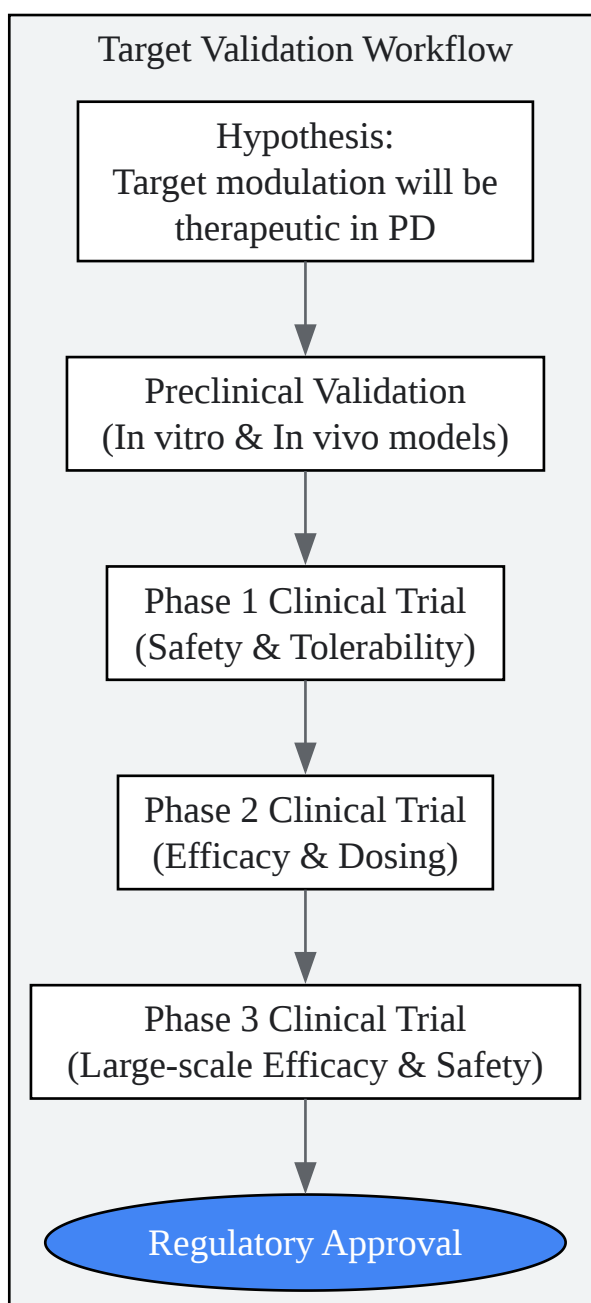 Target Validation Workflow
Hypothesis:
Target modulation will be
therapeutic in PD
Preclinical Validation
(In vitro & In vivo models)
Phase 1 Clinical Trial
(Safety & Tolerability)
Phase 2 Clinical Trial
(Efficacy & Dosing)
Phase 3 Clinical Trial
(Large-scale Efficacy & Safety)
Regulatory Approval